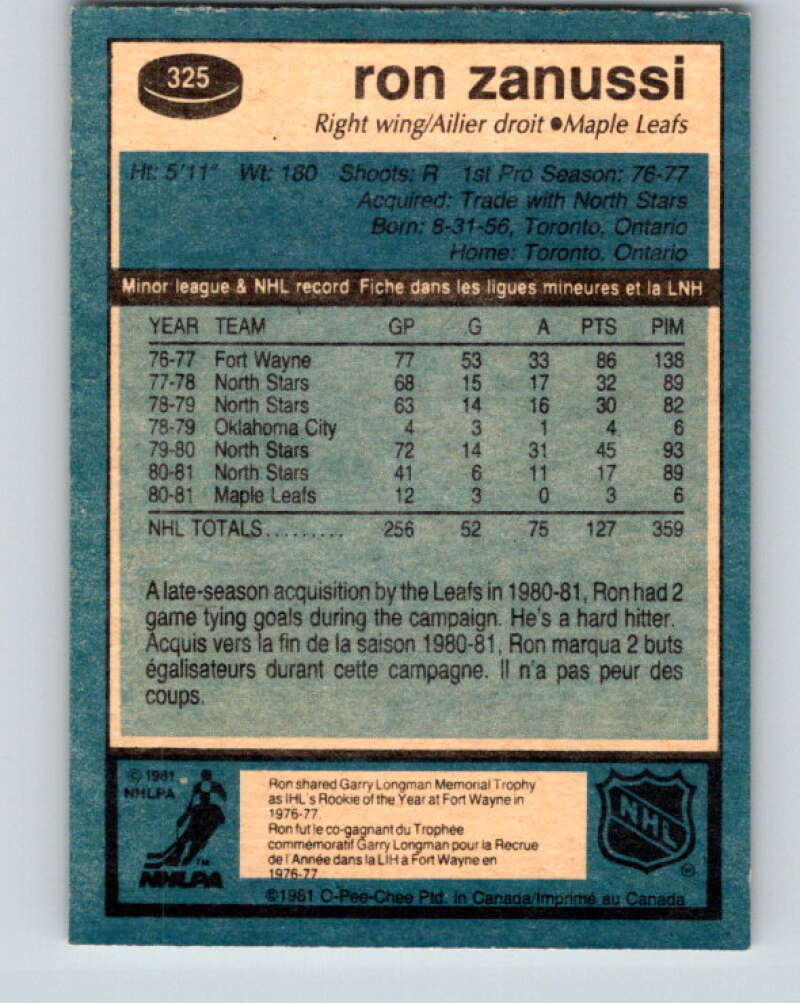 325
ron zanussi
Right wing/Ailier droit ●Maple Leafs
Ht: 5'11" Wt: 180 Shoots: R 1st Pro Season: 76-77
Acquired: Trade with North Stars
Born: 8-31-56, Toronto, Ontario
Home: Toronto, Ontario
Minor league & NHL record Fiche dans les ligues mineures et la LNH
YEAR TEAM GP G A PTS PIM
76-77 Fort Wayne 77 53 33 86 138
77-78 North Stars 68 15 17 32 89
78-79 North Stars 63 14 16 30 82
78-79 Oklahoma City 4 3 1 4 6
79-80 North Stars 72 14 31 45 93
80-81 North Stars 41 6 11 17 89
80-81 Maple Leafs 12 3 0 3 6
NHL TOTALS......... 256 52 75 127 359
A late-season acquisition by the Leafs in 1980-81, Ron had 2
game tying goals during the campaign. He's a hard hitter.
Acquis vers la fin de la saison 1980-81, Ron marqua 2 buts
égalisateurs durant cette campagne. Il n'a pas peur des
coups.
© 1981
NHLPA
TM
NHLPA
Ron shared Garry Longman Memorial Trophy
as IHL's Rookie of the Year at Fort Wayne in
1976-77.
Ron fut le co-gagnant du Trophée
commémoratif Garry Longman pour la Recrue
de l'Année dans la LIH à Fort Wayne en
1976-77.
NHL
®
©1981 O-Pee-Chee Ptd. in Canada/Imprimé au Canada